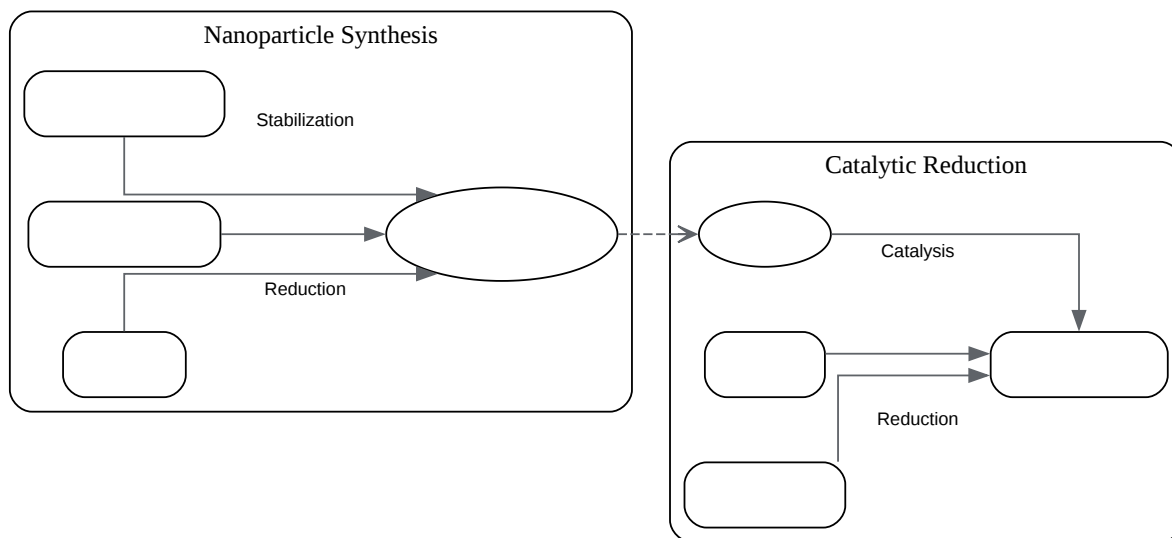 Nanoparticle Synthesis
Stabilization
Reduction
Catalytic Reduction
Catalysis
Reduction